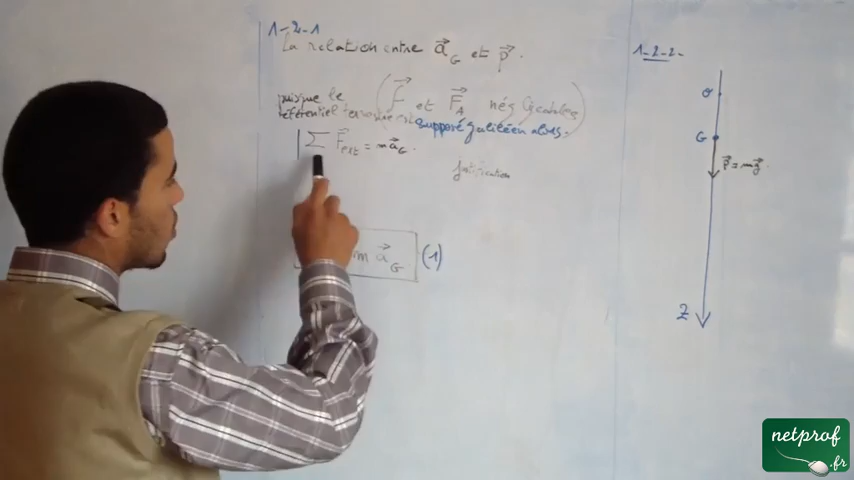 1-2-1
La relation entre a⃗G et p⃗.
puisque le (f⃗ et F⃗A négligeables)
référentiel terrestre est supposé galiléen alors.
∑ F⃗ext = m a⃗G.
justification
m a⃗G (1)
1-2-2-
O
G
P⃗ = m g⃗.
Z
netprof
.fr